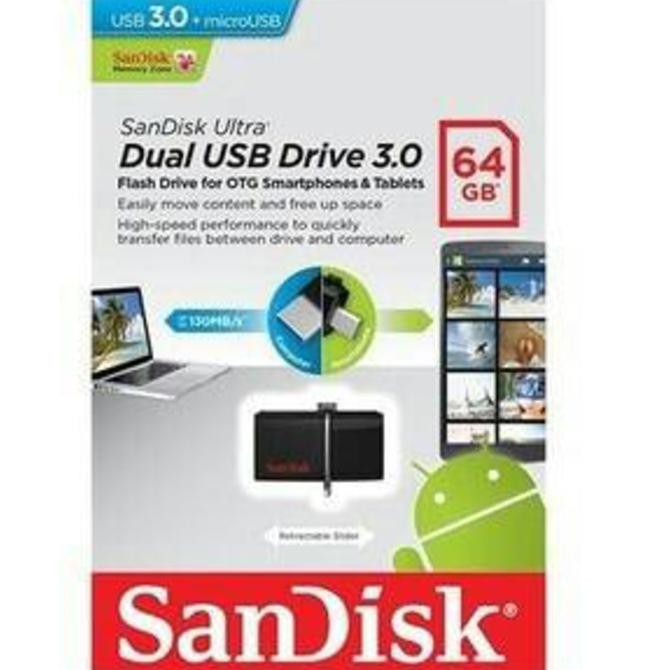 USB 3.0 + microUSB
SanDisk
Memory Zone
SanDisk Ultra®
Dual USB Drive 3.0
Flash Drive for OTG Smartphones & Tablets
Easily move content and free up space
High-speed performance to quickly
transfer files between drive and computer
64
GB*
130MB/s*
Computer
SanDisk
Retractable Slider
SanDisk®